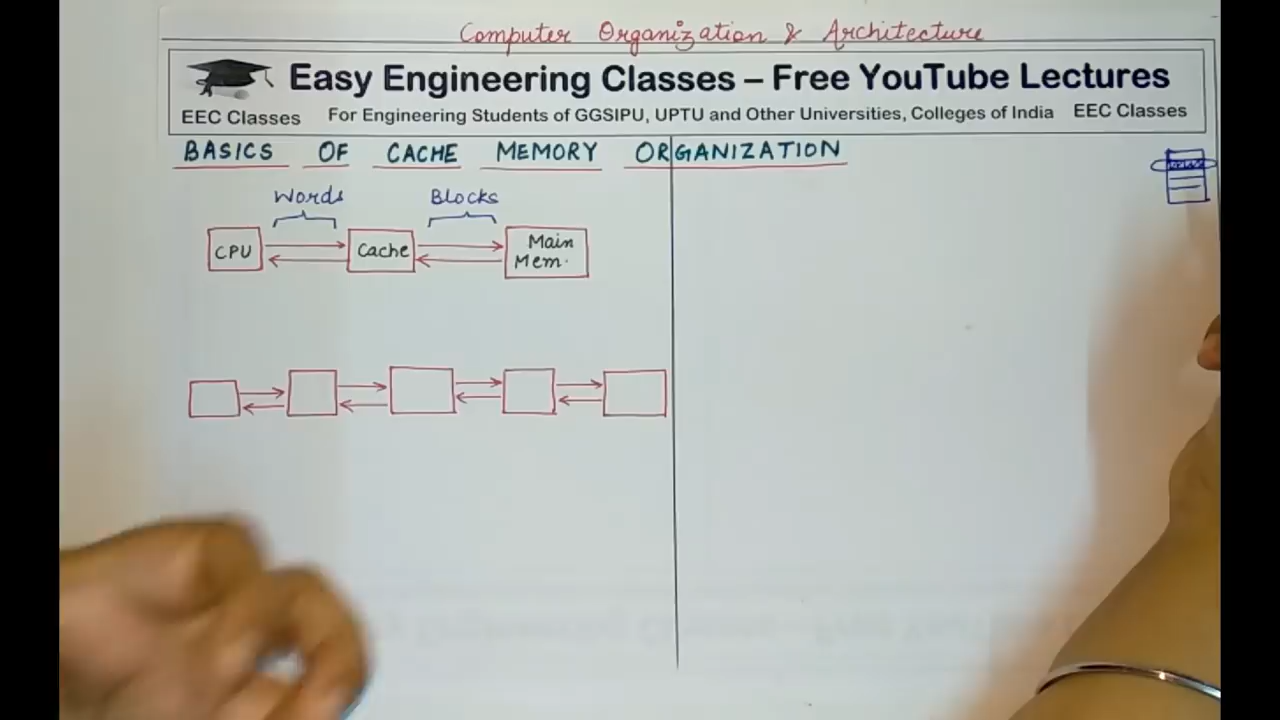 Computer Organization & Architecture
Easy Engineering Classes – Free YouTube Lectures
EEC Classes For Engineering Students of GGSIPU, UPTU and Other Universities, Colleges of India EEC Classes
BASICS OF CACHE MEMORY ORGANIZATION
Words Blocks
CPU Cache Main
Mem.